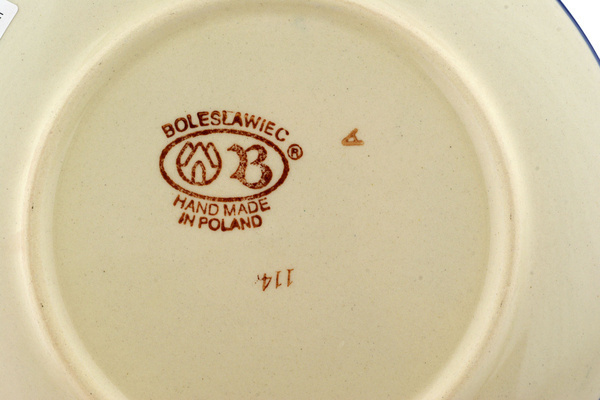 BOLESŁAWIEC
®
B
HAND MADE
IN POLAND
A
114.